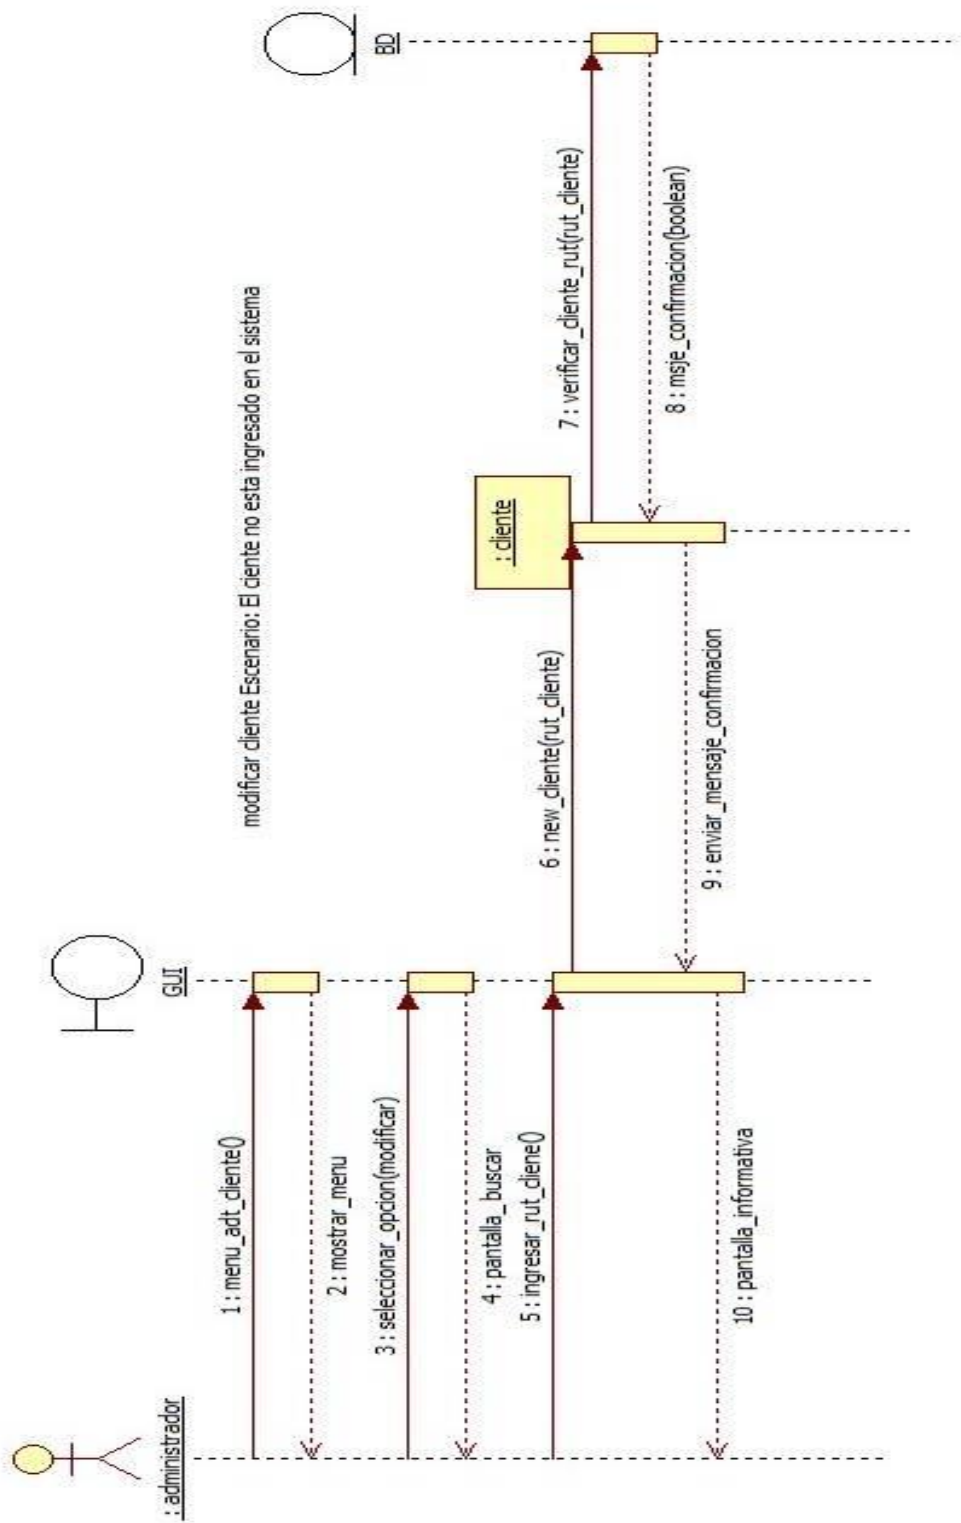 modificar cliente Escenario: El ciente no esta ingresado en el sistema
: administrador
GUI
: cliente
BD
1 : menu_adt_cliente()
2 : mostrar_menu
3 : seleccionar_opcion(modificar)
4 : pantalla_buscar
5 : ingresar_rut_cliene()
6 : new_cliente(rut_cliente)
7 : verificar_cliente_rut(rut_cliente)
8 : msje_confirmacion(boolean)
9 : enviar_mensaje_confirmacion
10 : pantalla_informativa